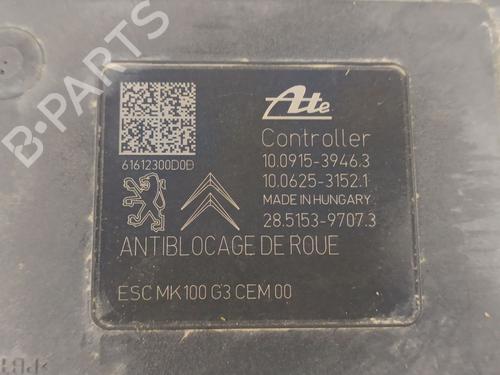 B-PARTS
Ate
Controller
61612300D0B
10.0915-3946.3
10.0625-3152.1
MADE IN HUNGARY
28.5153-9707.3
ANTIBLOCAGE DE ROUE
ESC MK100 G3 CEM 00